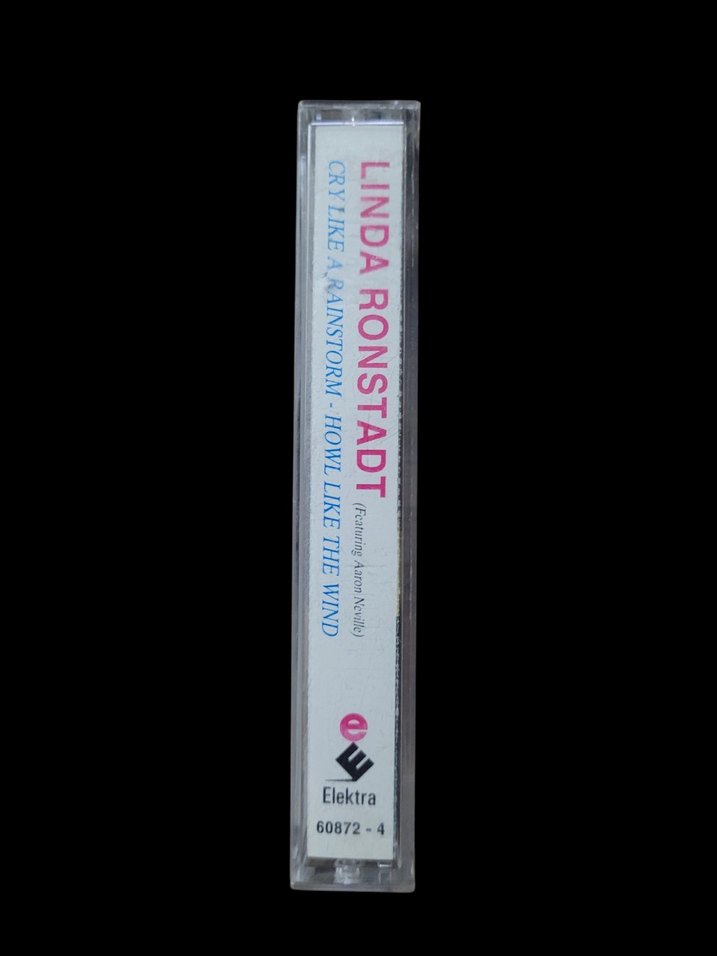 LINDA RONSTADT (Featuring Aaron Neville)
CRY LIKE A RAINSTORM - HOWL LIKE THE WIND
e
E
Elektra
60872 - 4